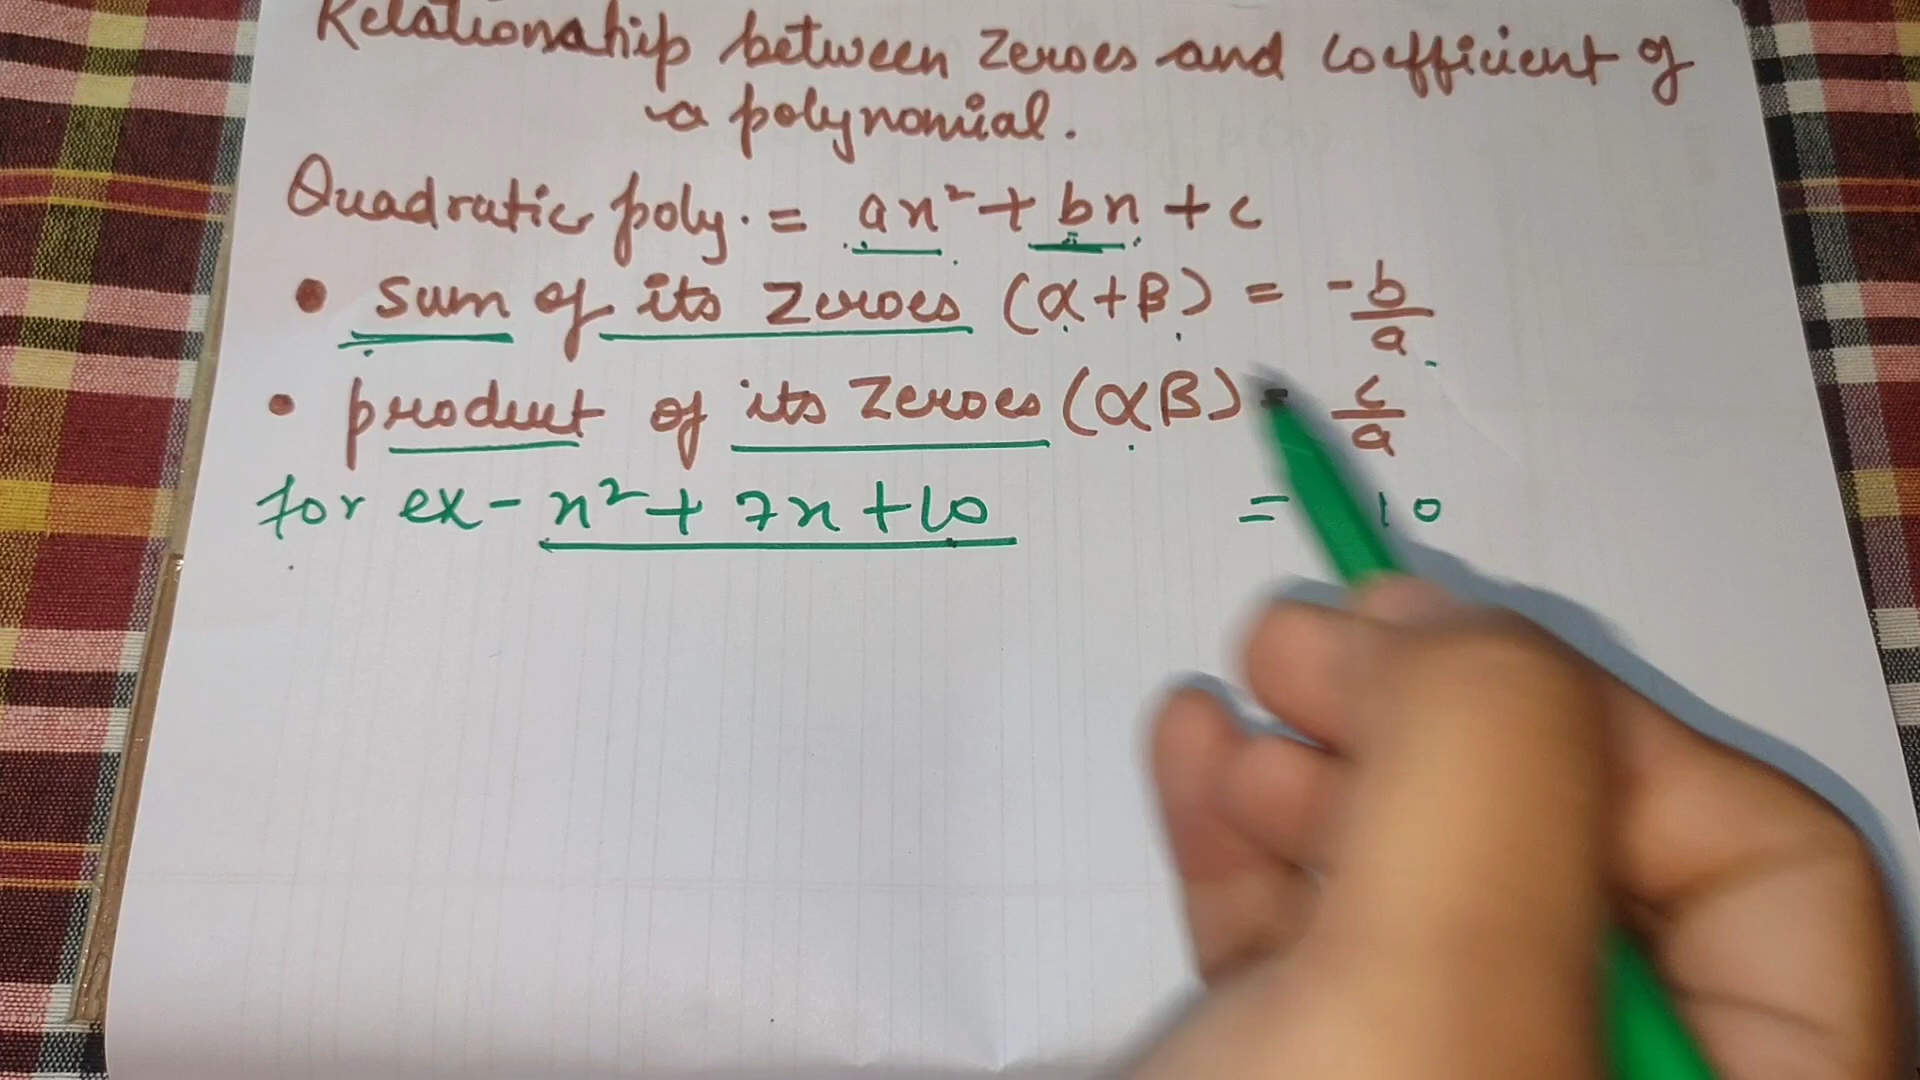 Relationship between zeroes and coefficient of
a polynomial.
Quadratic poly. = ax² + bx + c
• sum of its zeroes (α+β) = -b/a
• product of its zeroes (αβ) = c/a
for ex - x² + 7x + 10 = 10